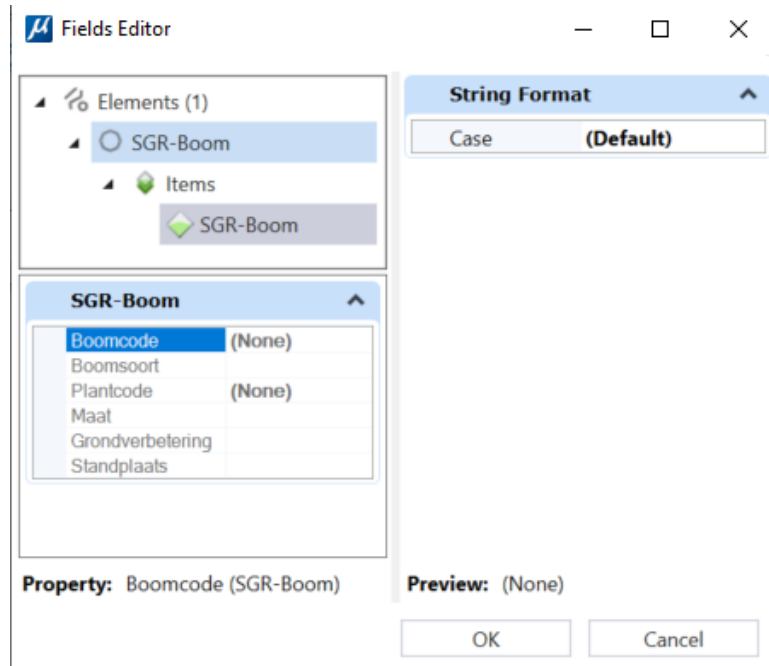 Fields Editor
Elements (1)
SGR-Boom
Items
SGR-Boom
SGR-Boom
Boomcode (None)
Boomsoort
Plantcode (None)
Maat
Grondverbetering
Standplaats
Property: Boomcode (SGR-Boom)
String Format
Case (Default)
Preview: (None)
OK Cancel